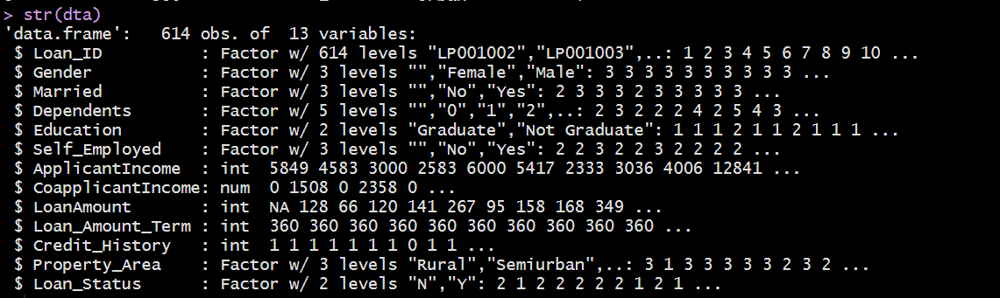 > str(dta)
'data.frame':   614 obs. of  13 variables:
 $ Loan_ID          : Factor w/ 614 levels "LP001002","LP001003",..: 1 2 3 4 5 6 7 8 9 10 ...
 $ Gender           : Factor w/ 3 levels "","Female","Male": 3 3 3 3 3 3 3 3 3 3 ...
 $ Married          : Factor w/ 3 levels "","No","Yes": 2 3 3 3 2 3 3 3 3 3 ...
 $ Dependents       : Factor w/ 5 levels "","0","1","2",..: 2 3 2 2 2 4 2 5 4 3 ...
 $ Education        : Factor w/ 2 levels "Graduate","Not Graduate": 1 1 1 2 1 1 2 1 1 1 ...
 $ Self_Employed    : Factor w/ 3 levels "","No","Yes": 2 2 3 2 2 3 2 2 2 2 ...
 $ ApplicantIncome  : int  5849 4583 3000 2583 6000 5417 2333 3036 4006 12841 ...
 $ CoapplicantIncome: num  0 1508 0 2358 0 ...
 $ LoanAmount       : int  NA 128 66 120 141 267 95 158 168 349 ...
 $ Loan_Amount_Term : int  360 360 360 360 360 360 360 360 360 360 ...
 $ Credit_History   : int  1 1 1 1 1 1 1 0 1 1 ...
 $ Property_Area    : Factor w/ 3 levels "Rural","Semiurban",..: 3 1 3 3 3 3 3 2 3 2 ...
 $ Loan_Status      : Factor w/ 2 levels "N","Y": 2 1 2 2 2 2 2 1 2 1 ...